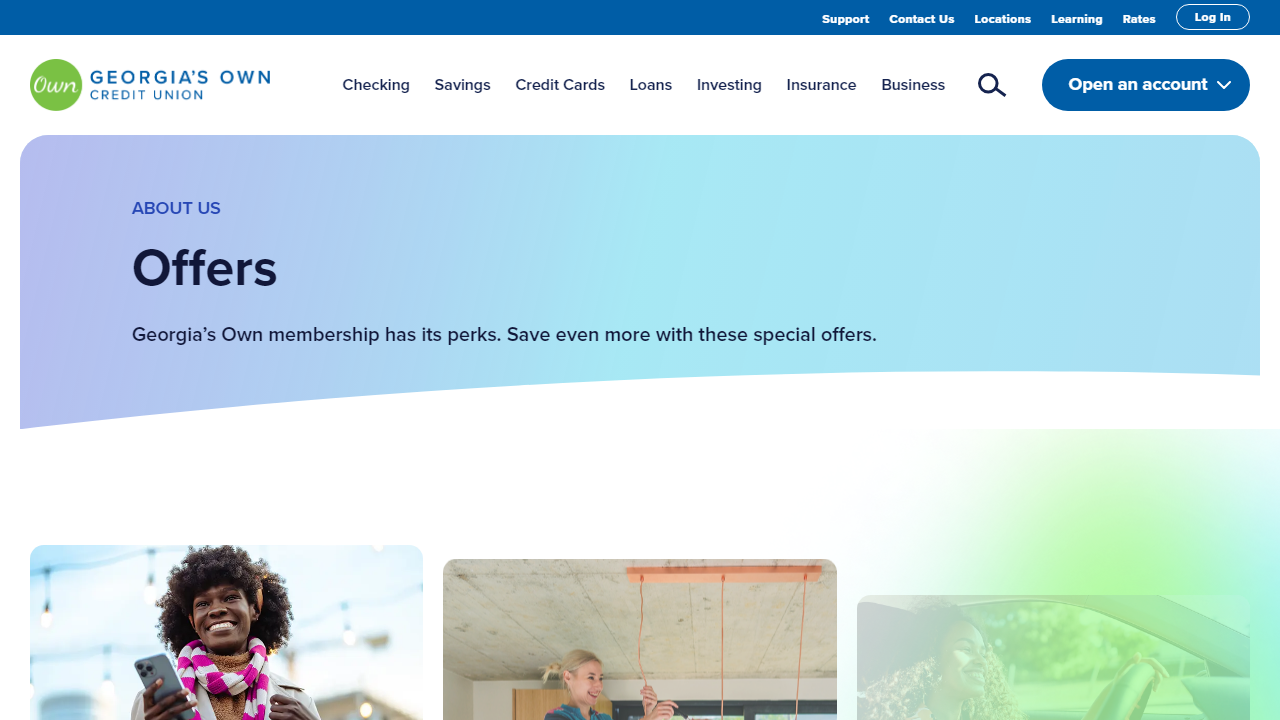 Support Contact Us Locations Learning Rates Log In
Own GEORGIA'S OWN
CREDIT UNION
Checking Savings Credit Cards Loans Investing Insurance Business Open an account
ABOUT US
Offers
Georgia’s Own membership has its perks. Save even more with these special offers.